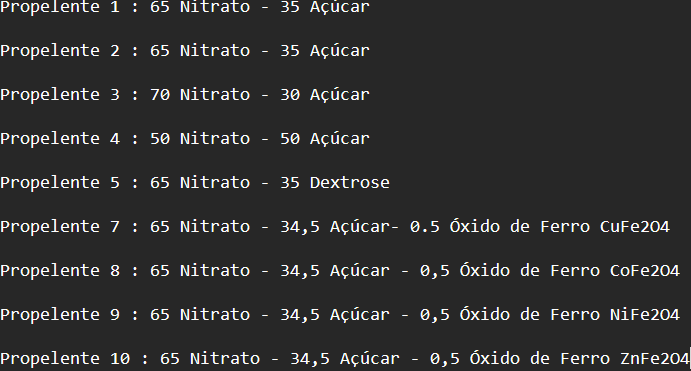 Propelente 1 : 65 Nitrato - 35 Açúcar
Propelente 2 : 65 Nitrato - 35 Açúcar
Propelente 3 : 70 Nitrato - 30 Açúcar
Propelente 4 : 50 Nitrato - 50 Açúcar
Propelente 5 : 65 Nitrato - 35 Dextrose
Propelente 7 : 65 Nitrato - 34,5 Açúcar- 0.5 Óxido de Ferro CuFe2O4
Propelente 8 : 65 Nitrato - 34,5 Açúcar - 0,5 Óxido de Ferro CoFe2O4
Propelente 9 : 65 Nitrato - 34,5 Açúcar - 0,5 Óxido de Ferro NiFe2O4
Propelente 10 : 65 Nitrato - 34,5 Açúcar - 0,5 Óxido de Ferro ZnFe2O4